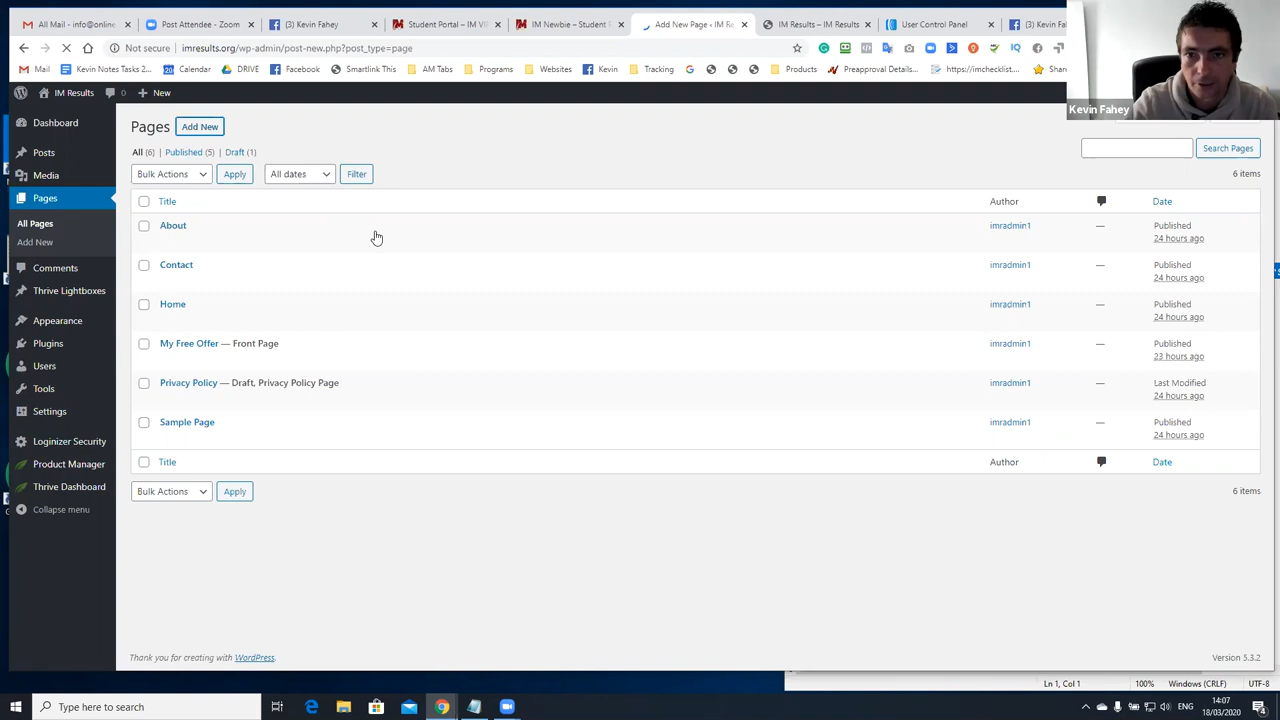 All Mail - info@online
Post Attendee - Zoom
(3) Kevin Fahey
Student Portal – IM VIP
IM Newbie – Student
Add New Page ‹ IM Re
IM Results – IM Results
User Control Panel
(3) Kevin Fahe
Not secure
imresults.org/wp-admin/post-new.php?post_type=page
Mail
Kevin Notes Tasks 2
Calendar
DRIVE
Facebook
Smartlink This
AM Tabs
Programs
Websites
Kevin
Tracking
Products
Preapproval Details...
https://imchecklist...
Shar
Kevin Fahey
IM Results
0
New
Dashboard
Posts
Media
Pages
All Pages
Add New
Comments
Thrive Lightboxes
Appearance
Plugins
Users
Tools
Settings
Loginizer Security
Product Manager
Thrive Dashboard
Collapse menu
Pages
Add New
All (6)
Published (5)
Draft (1)
Search Pages
Bulk Actions
Apply
All dates
Filter
6 items
Title
Author
Date
About
imradmin1
—
Published
24 hours ago
Contact
imradmin1
—
Published
24 hours ago
Home
imradmin1
—
Published
24 hours ago
My Free Offer — Front Page
imradmin1
—
Published
23 hours ago
Privacy Policy — Draft, Privacy Policy Page
imradmin1
—
Last Modified
24 hours ago
Sample Page
imradmin1
—
Published
24 hours ago
Title
Author
Date
Bulk Actions
Apply
6 items
Thank you for creating with WordPress.
Version 5.3.2
Ln 1, Col 1
100%
Windows (CRLF)
UTF-8
Type here to search
ENG
14:07
18/03/2020
4